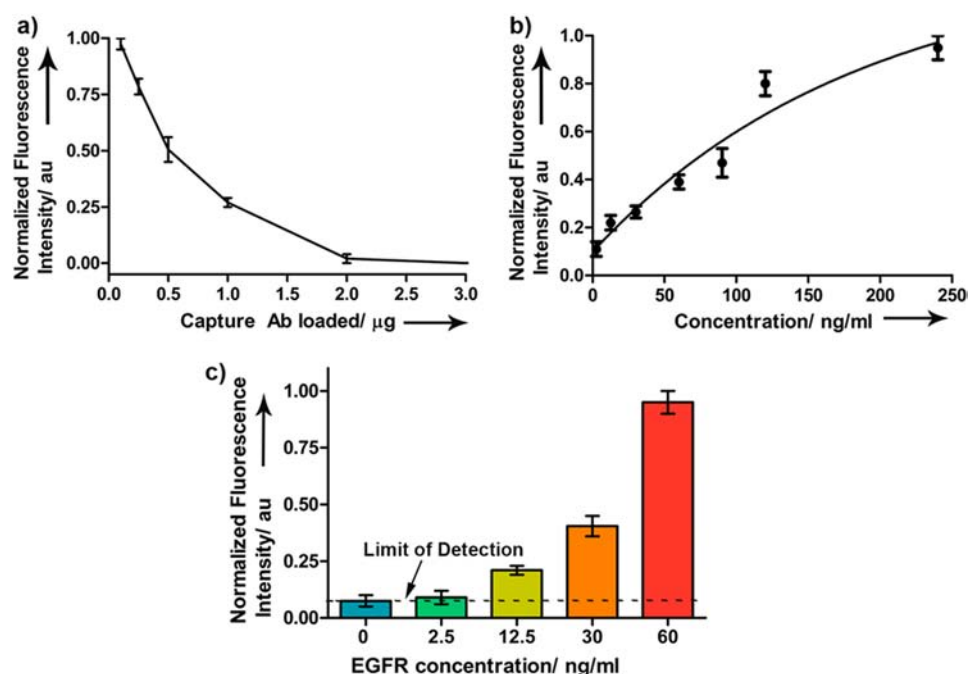 a)
Normalized Fluorescence
Intensity/ au
1.00
0.75
0.50
0.25
0.00
0.0 0.5 1.0 1.5 2.0 2.5 3.0
Capture Ab loaded/ μg
b)
Normalized Fluorescence
Intensity/ au
1.0
0.8
0.6
0.4
0.2
0.0
0 50 100 150 200 250
Concentration/ ng/ml
c)
Normalized Fluorescence
Intensity/ au
1.00
0.75
0.50
0.25
0.00
Limit of Detection
0 2.5 12.5 30 60
EGFR concentration/ ng/ml